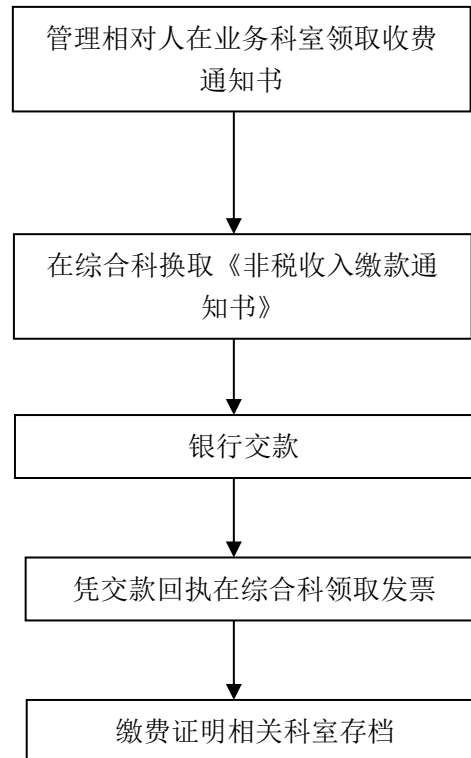 管理相对人在业务科室领取收费
通知书
在综合科换取《非税收入缴款通
知书》
银行交款
凭交款回执在综合科领取发票
缴费证明相关科室存档